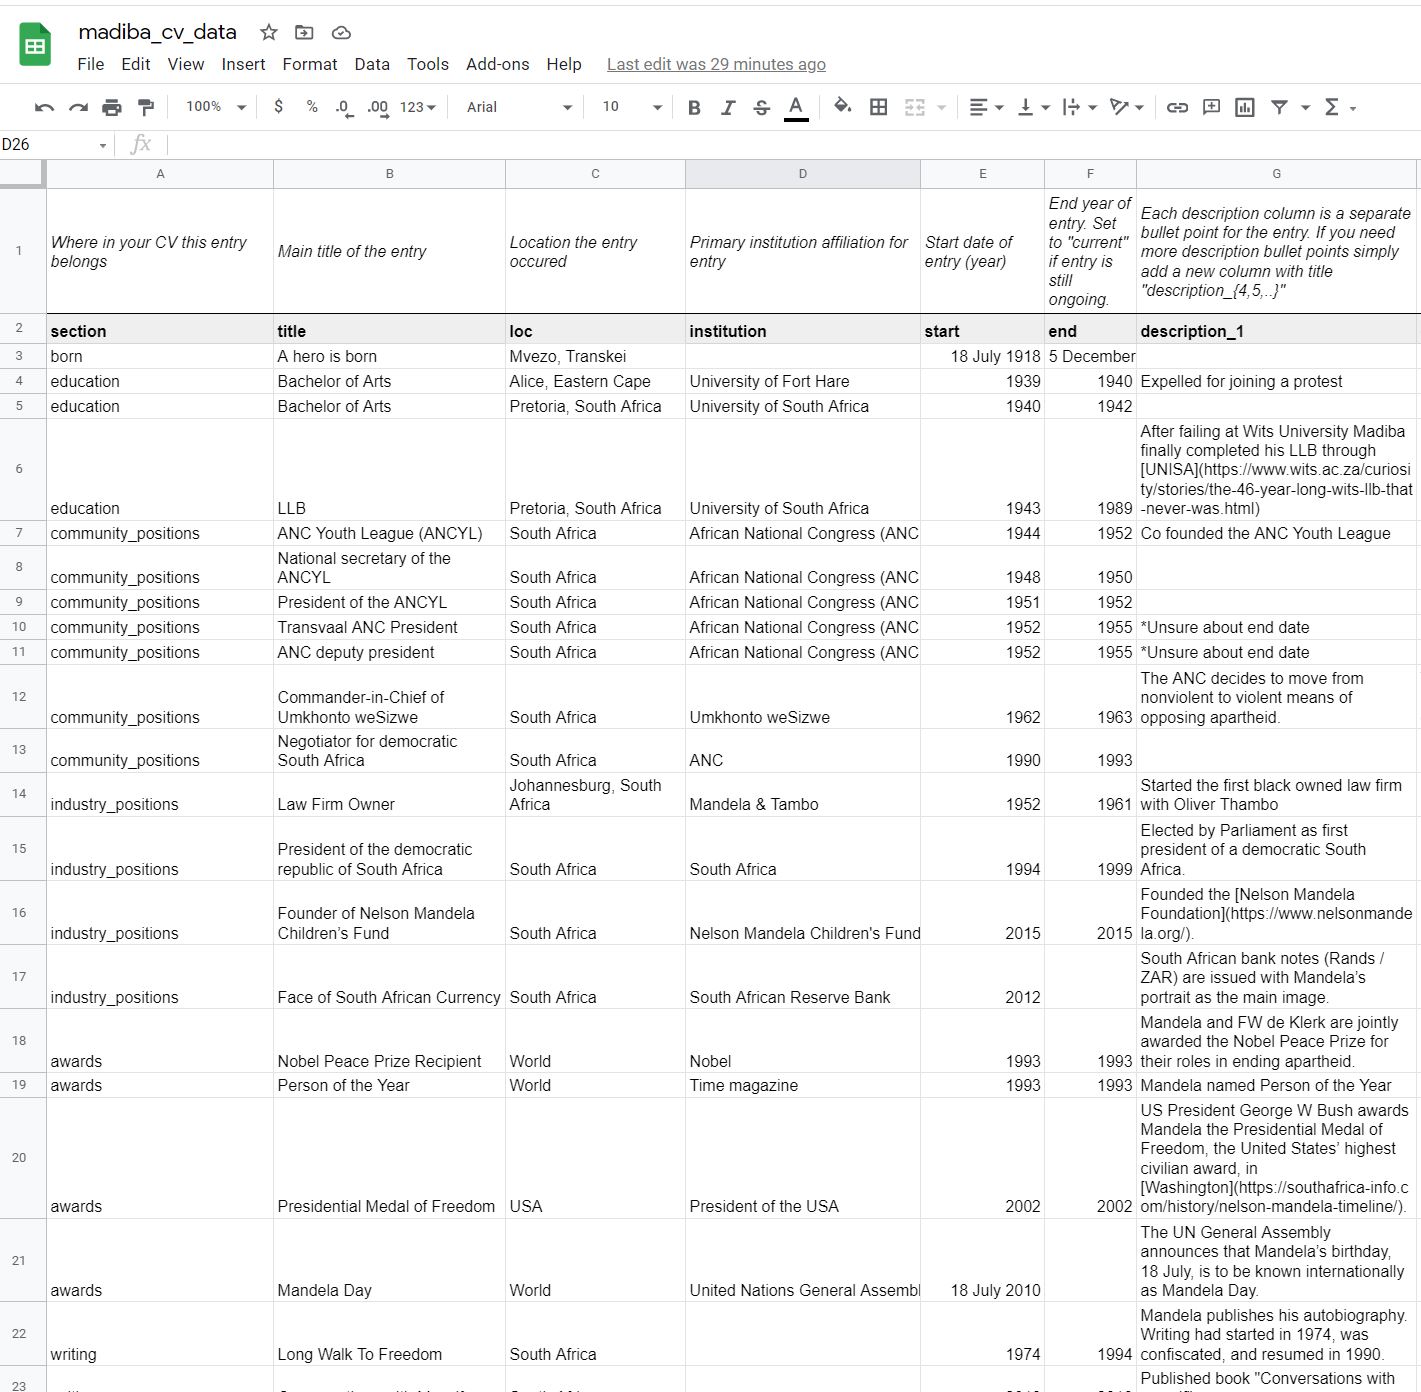 madiba_cv_data
File Edit View Insert Format Data Tools Add-ons Help Last edit was 29 minutes ago
100% $ % .0 .00 123 Arial 10 B I S A Σ
D26 fx
A B C D E F G
1 Where in your CV this entry belongs Main title of the entry Location the entry occured Primary institution affiliation for entry Start date of entry (year) End year of entry. Set to "current" if entry is still ongoing. Each description column is a separate bullet point for the entry. If you need more description bullet points simply add a new column with title "description_{4,5,..}"
2 section title loc institution start end description_1
3 born A hero is born Mvezo, Transkei 18 July 1918 5 December
4 education Bachelor of Arts Alice, Eastern Cape University of Fort Hare 1939 1940 Expelled for joining a protest
5 education Bachelor of Arts Pretoria, South Africa University of South Africa 1940 1942
6 education LLB Pretoria, South Africa University of South Africa 1943 1989 After failing at Wits University Madiba finally completed his LLB through [UNISA](https://www.wits.ac.za/curiosity/stories/the-46-year-long-wits-llb-that-never-was.html)
7 community_positions ANC Youth League (ANCYL) South Africa African National Congress (ANC 1944 1952 Co founded the ANC Youth League
8 community_positions National secretary of the ANCYL South Africa African National Congress (ANC 1948 1950
9 community_positions President of the ANCYL South Africa African National Congress (ANC 1951 1952
10 community_positions Transvaal ANC President South Africa African National Congress (ANC 1952 1955 *Unsure about end date
11 community_positions ANC deputy president South Africa African National Congress (ANC 1952 1955 *Unsure about end date
12 community_positions Commander-in-Chief of Umkhonto weSizwe South Africa Umkhonto weSizwe 1962 1963 The ANC decides to move from nonviolent to violent means of opposing apartheid.
13 community_positions Negotiator for democratic South Africa South Africa ANC 1990 1993
14 industry_positions Law Firm Owner Johannesburg, South Africa Mandela & Tambo 1952 1961 Started the first black owned law firm with Oliver Thambo
15 industry_positions President of the democratic republic of South Africa South Africa South Africa 1994 1999 Elected by Parliament as first president of a democratic South Africa.
16 industry_positions Founder of Nelson Mandela Children's Fund South Africa Nelson Mandela Children's Fund 2015 2015 Founded the [Nelson Mandela Foundation](https://www.nelsonmandela.org/).
17 industry_positions Face of South African Currency South Africa South African Reserve Bank 2012 South African bank notes (Rands / ZAR) are issued with Mandela's portrait as the main image.
18 awards Nobel Peace Prize Recipient World Nobel 1993 1993 Mandela and FW de Klerk are jointly awarded the Nobel Peace Prize for their roles in ending apartheid.
19 awards Person of the Year World Time magazine 1993 1993 Mandela named Person of the Year
20 awards Presidential Medal of Freedom USA President of the USA 2002 2002 US President George W Bush awards Mandela the Presidential Medal of Freedom, the United States' highest civilian award, in [Washington](https://southafrica-info.com/history/nelson-mandela-timeline/).
21 awards Mandela Day World United Nations General Assembl 18 July 2010 The UN General Assembly announces that Mandela's birthday, 18 July, is to be known internationally as Mandela Day.
22 writing Long Walk To Freedom South Africa 1974 1994 Mandela publishes his autobiography. Writing had started in 1974, was confiscated, and resumed in 1990.
23 Published book "Conversations with